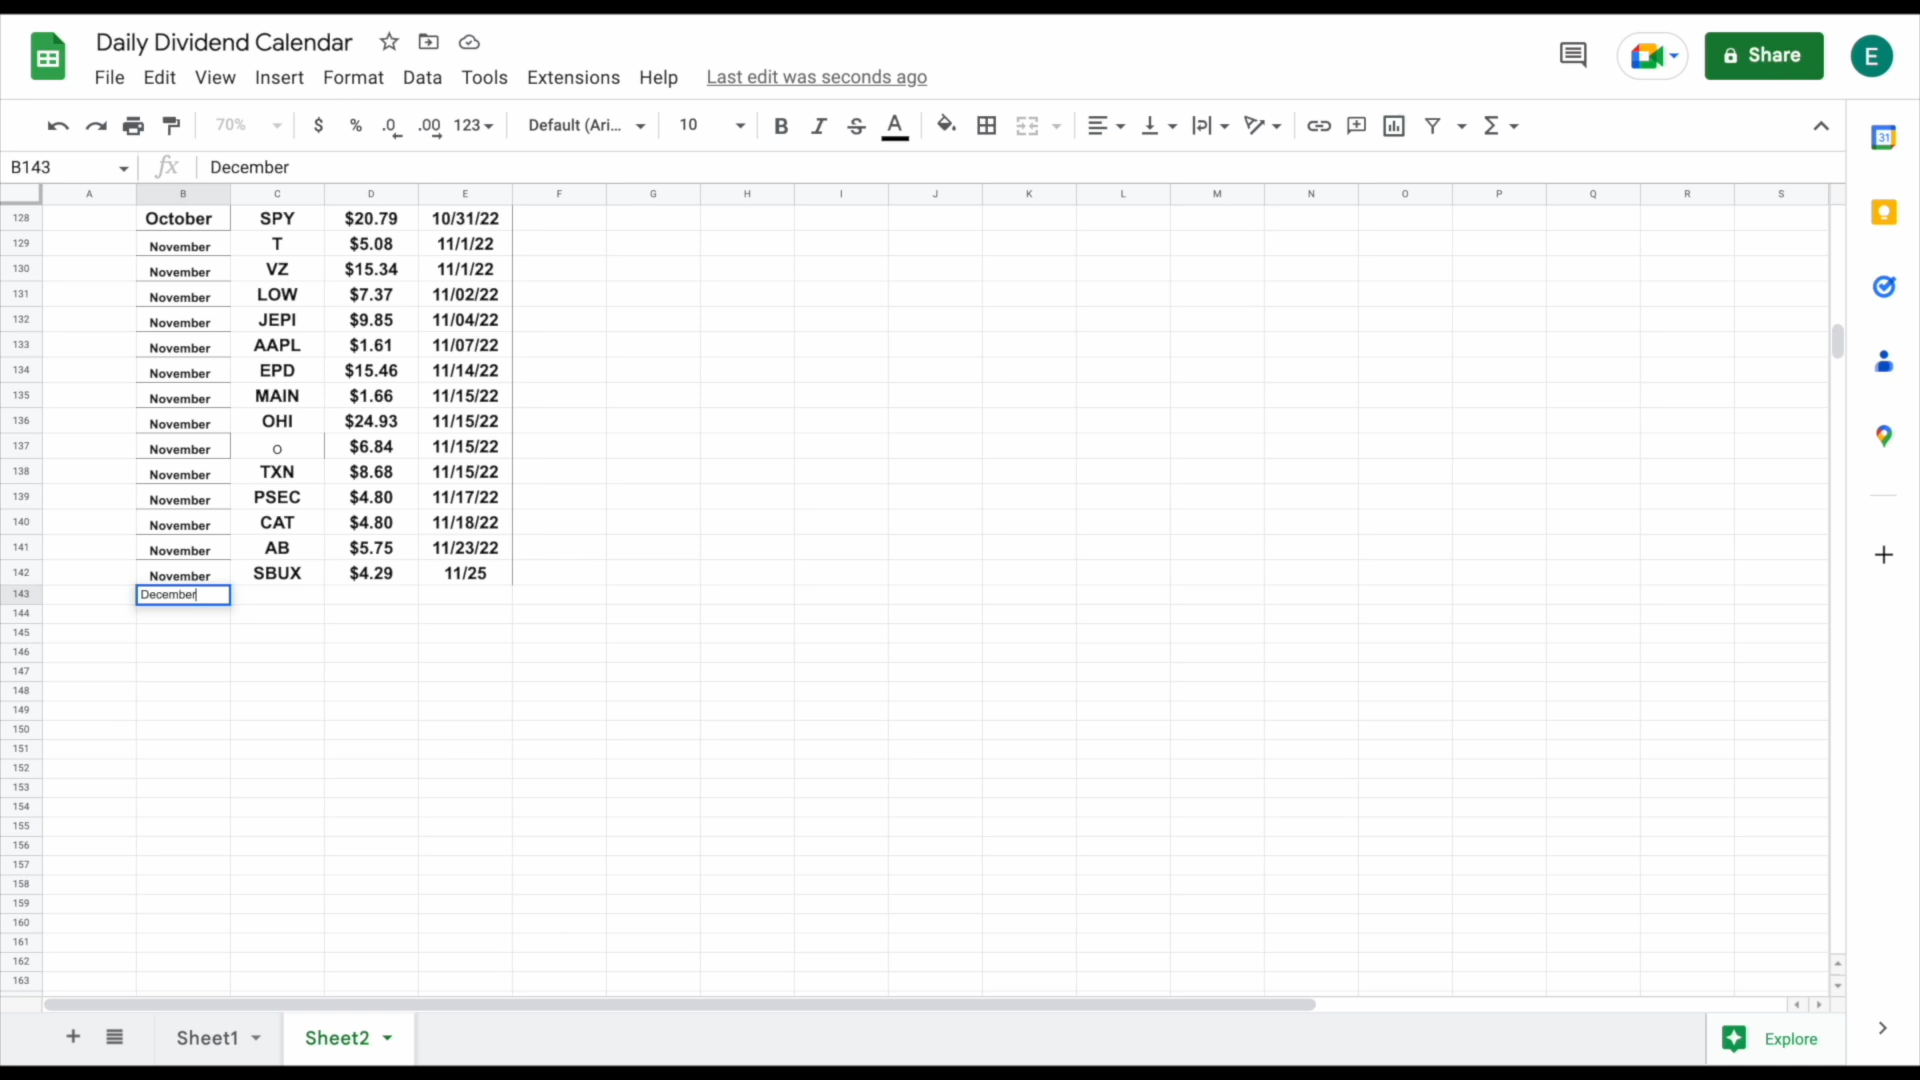 Daily Dividend Calendar
File Edit View Insert Format Data Tools Extensions Help Last edit was seconds ago
Share
E
70% $ % .0 .00 123 Default (Ari... 10 B I S A
B143 fx December
A B C D E F G H I J K L M N O P Q R S
128 October SPY $20.79 10/31/22
129 November T $5.08 11/1/22
130 November VZ $15.34 11/1/22
131 November LOW $7.37 11/02/22
132 November JEPI $9.85 11/04/22
133 November AAPL $1.61 11/07/22
134 November EPD $15.46 11/14/22
135 November MAIN $1.66 11/15/22
136 November OHI $24.93 11/15/22
137 November O $6.84 11/15/22
138 November TXN $8.68 11/15/22
139 November PSEC $4.80 11/17/22
140 November CAT $4.80 11/18/22
141 November AB $5.75 11/23/22
142 November SBUX $4.29 11/25
143 December
144
145
146
147
148
149
150
151
152
153
154
155
156
157
158
159
160
161
162
163
Sheet1 Sheet2 Explore
31